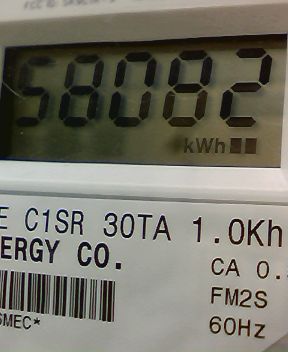 58082
kWh
E C1SR 30TA 1.0Kh
ERGY CO.
CA 0.
FM2S
60Hz
SMEC*